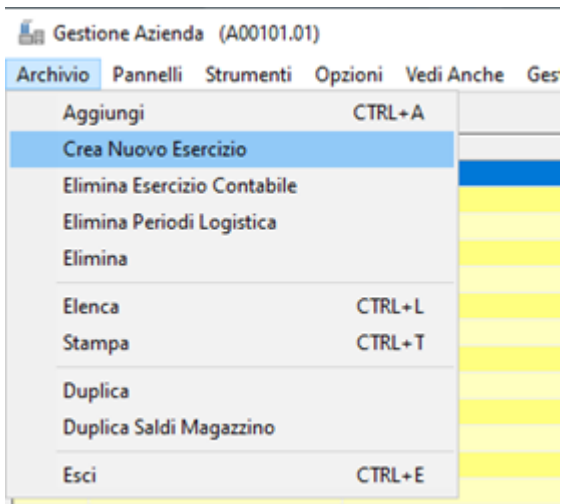 Gestione Azienda (A00101.01)
Archivio Pannelli Strumenti Opzioni Vedi Anche Ges
Aggiungi CTRL+A
Crea Nuovo Esercizio
Elimina Esercizio Contabile
Elimina Periodi Logistica
Elimina
Elenca CTRL+L
Stampa CTRL+T
Duplica
Duplica Saldi Magazzino
Esci CTRL+E